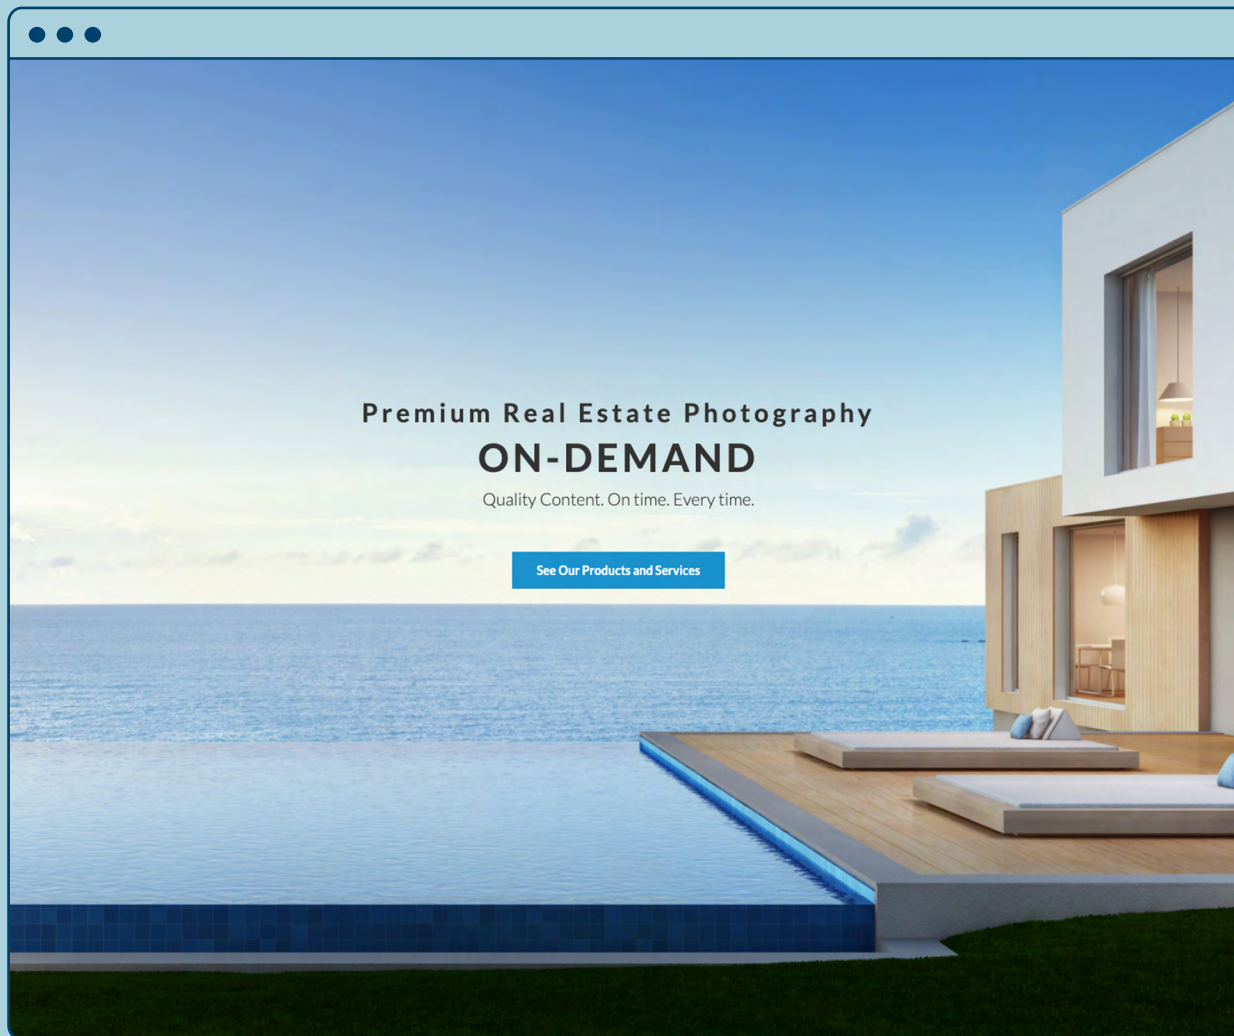 Premium Real Estate Photography
ON-DEMAND
Quality Content. On time. Every time.
See Our Products and Services